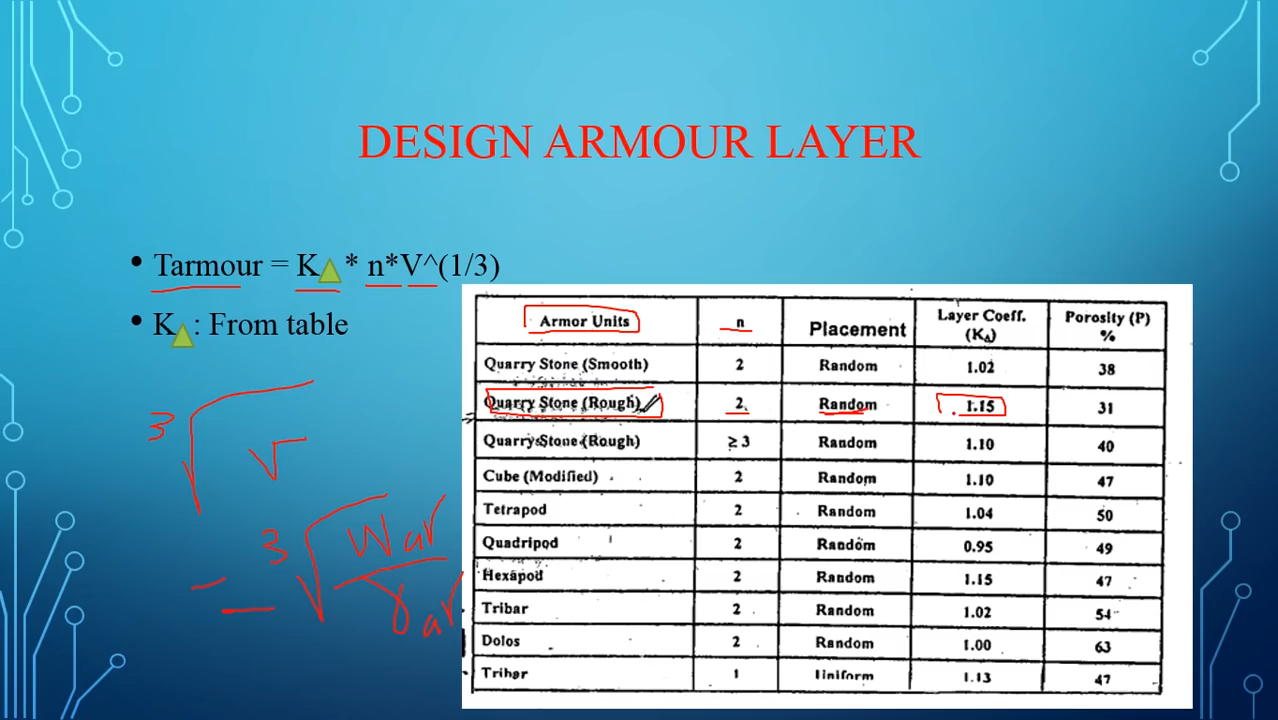 DESIGN ARMOUR LAYER
• Tarmour = K△ * n*V^(1/3)
• K△ : From table
3√V
= 3√War/γar
Armor Units n Placement Layer Coeff. (K△) Porosity (P) %
Quarry Stone (Smooth) 2 Random 1.02 38
Quarry Stone (Rough) 2 Random 1.15 31
Quarry Stone (Rough) ≥ 3 Random 1.10 40
Cube (Modified) 2 Random 1.10 47
Tetrapod 2 Random 1.04 50
Quadripod 2 Random 0.95 49
Hexapod 2 Random 1.15 47
Tribar 2 Random 1.02 54
Dolos 2 Random 1.00 63
Tribar 1 Uniform 1.13 47